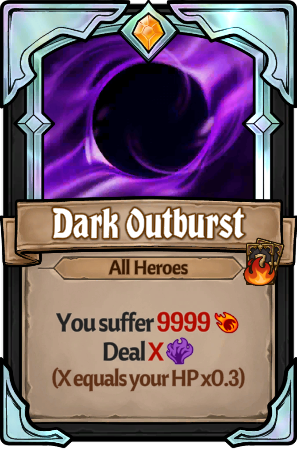 Dark Outburst
All Heroes
You suffer 9999
Deal X
(X equals your HP x0.3)